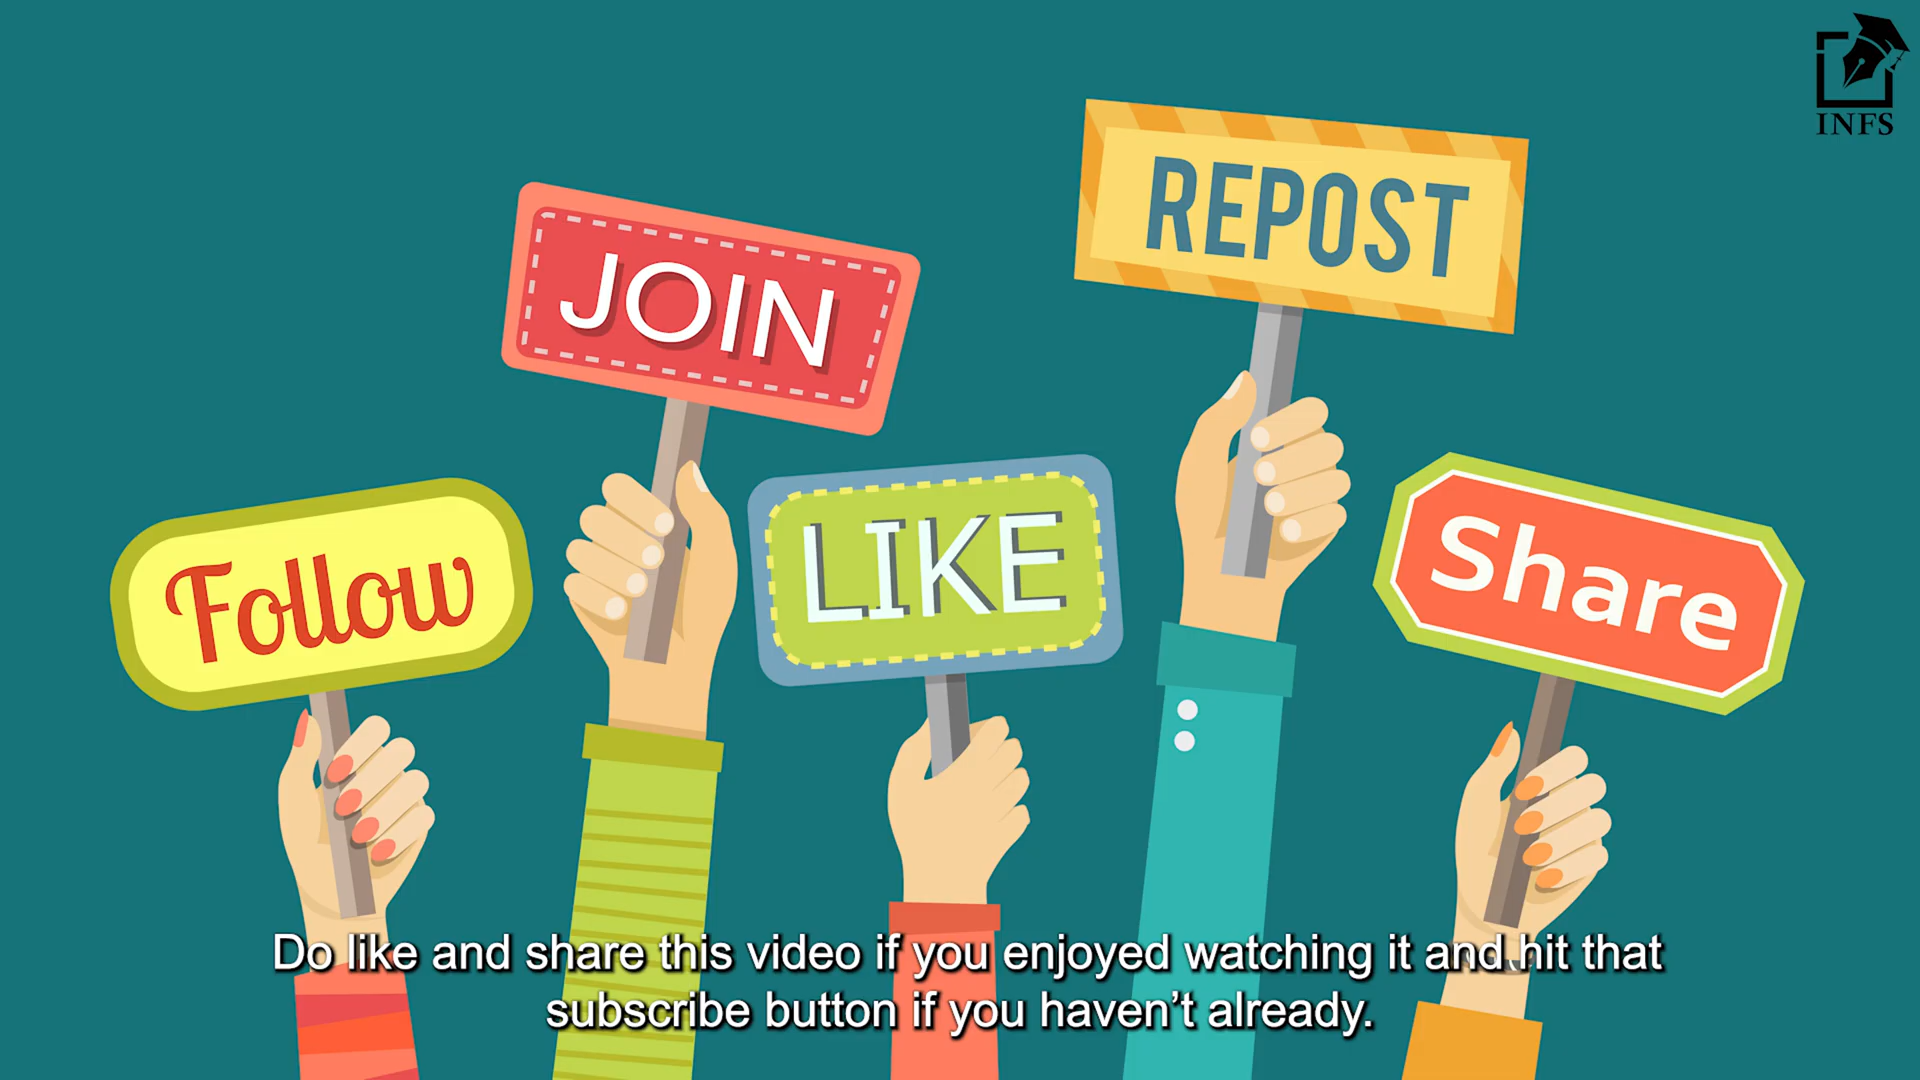 INFS
REPOST
JOIN
LIKE
Share
Follow
Do like and share this video if you enjoyed watching it and hit that
subscribe button if you haven't already.